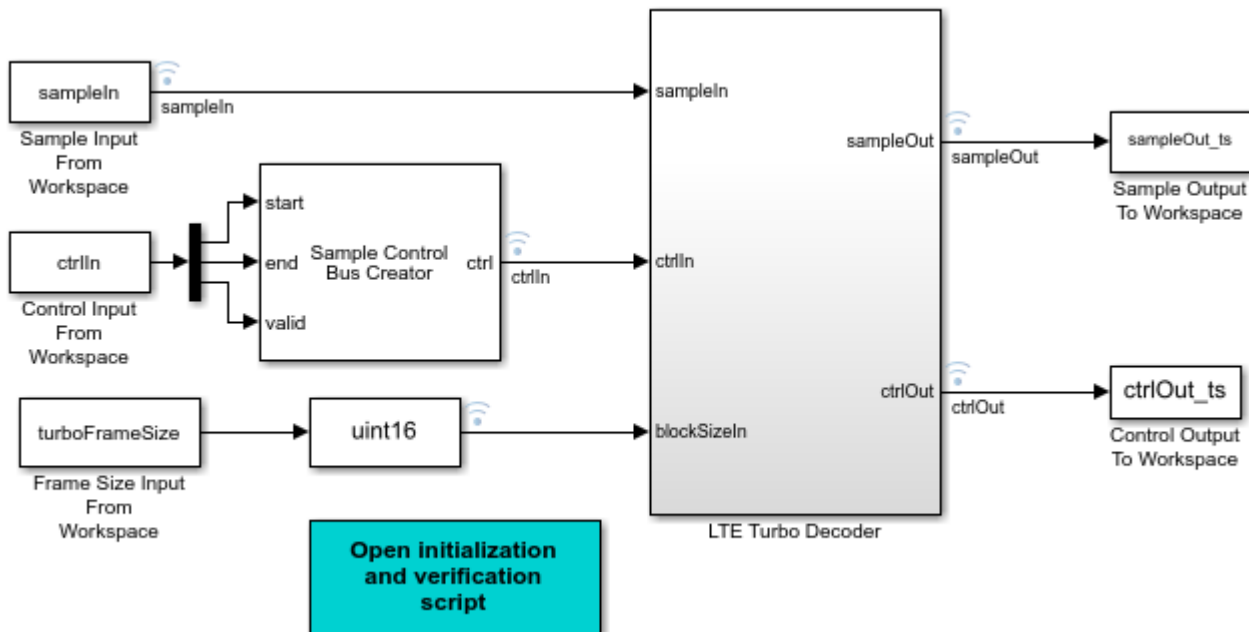 sampleIn
sampleIn
Sample Input
From
Workspace
ctrlIn
Control Input
From
Workspace
start
end
valid
Sample Control
Bus Creator
ctrl
ctrlIn
turboFrameSize
Frame Size Input
From
Workspace
uint16
Open initialization
and verification
script
sampleIn
ctrlIn
blockSizeIn
sampleOut
ctrlOut
LTE Turbo Decoder
sampleOut
sampleOut_ts
Sample Output
To Workspace
ctrlOut
ctrlOut_ts
Control Output
To Workspace